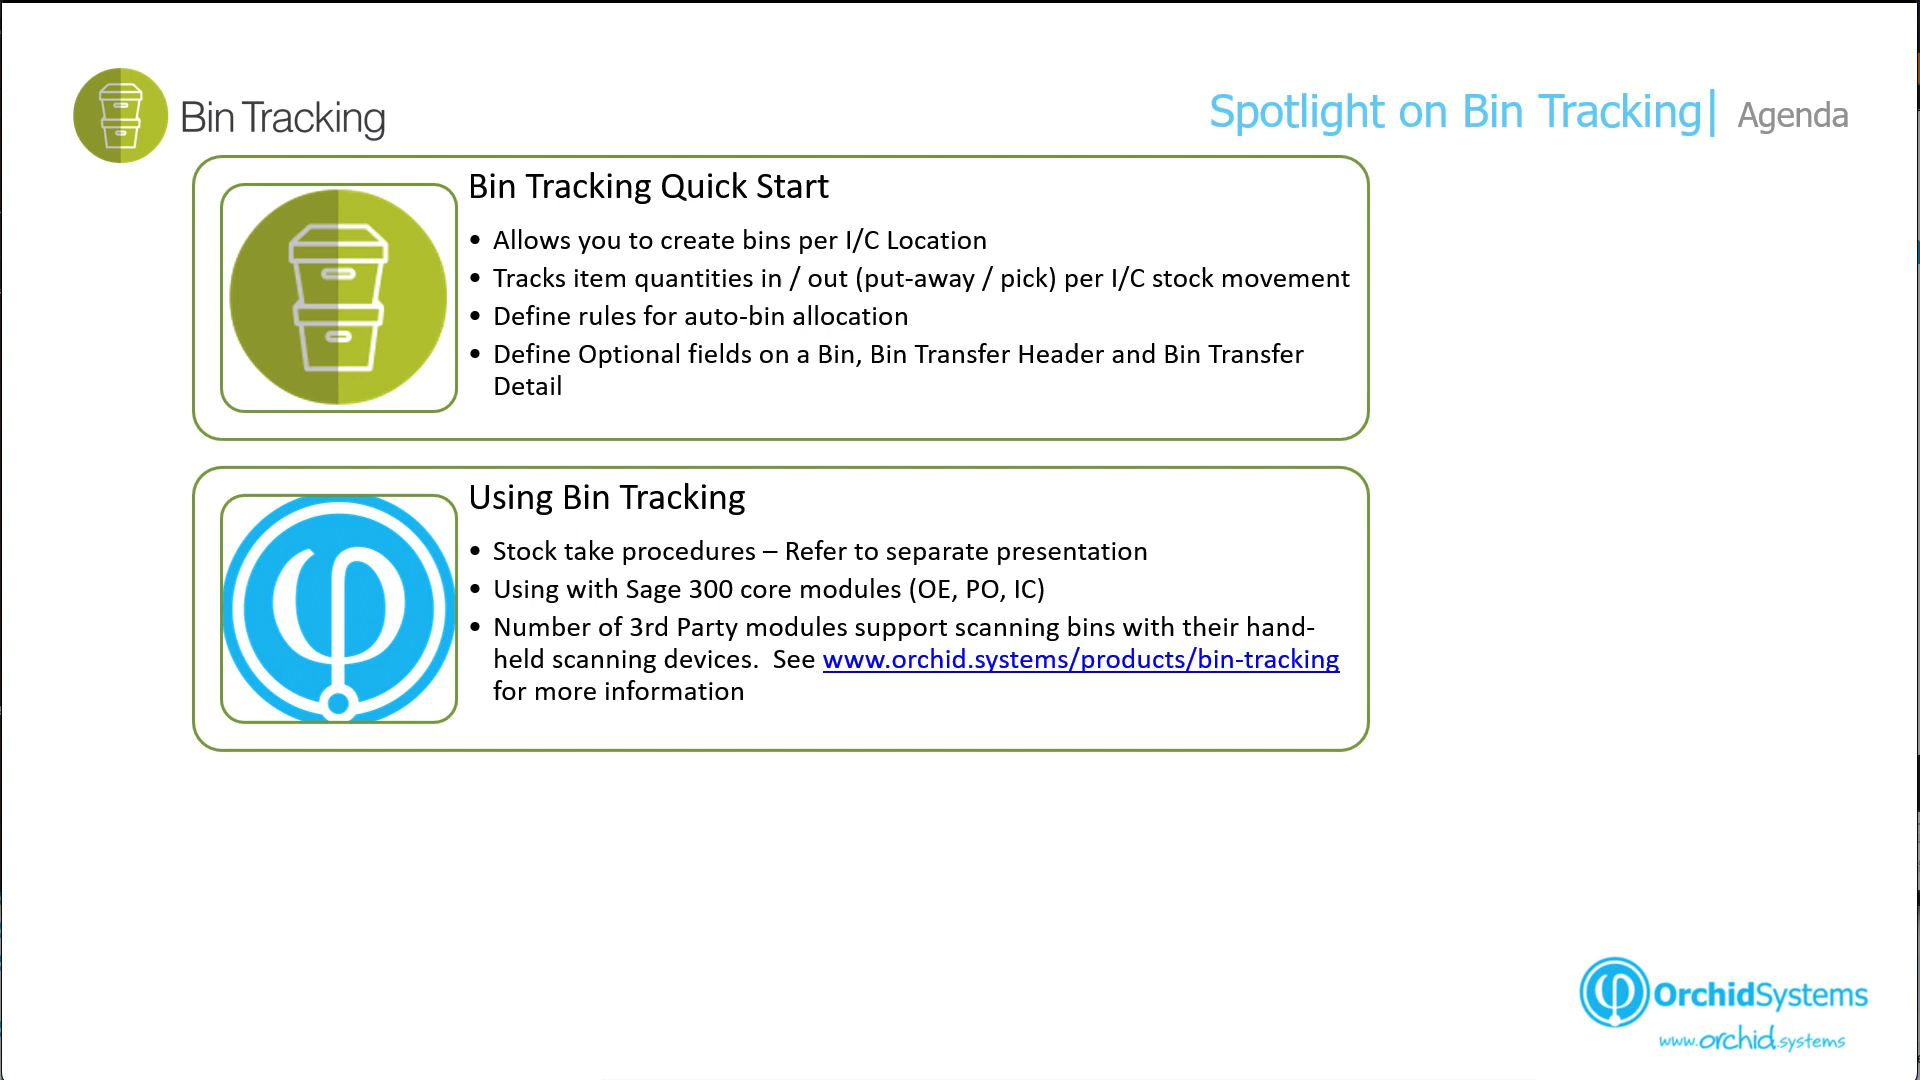 Bin Tracking
Spotlight on Bin Tracking| Agenda
Bin Tracking Quick Start
• Allows you to create bins per I/C Location
• Tracks item quantities in / out (put-away / pick) per I/C stock movement
• Define rules for auto-bin allocation
• Define Optional fields on a Bin, Bin Transfer Header and Bin Transfer
Detail
Using Bin Tracking
• Stock take procedures – Refer to separate presentation
• Using with Sage 300 core modules (OE, PO, IC)
• Number of 3rd Party modules support scanning bins with their hand-
held scanning devices.  See www.orchid.systems/products/bin-tracking
for more information
OrchidSystems
www.orchid.systems